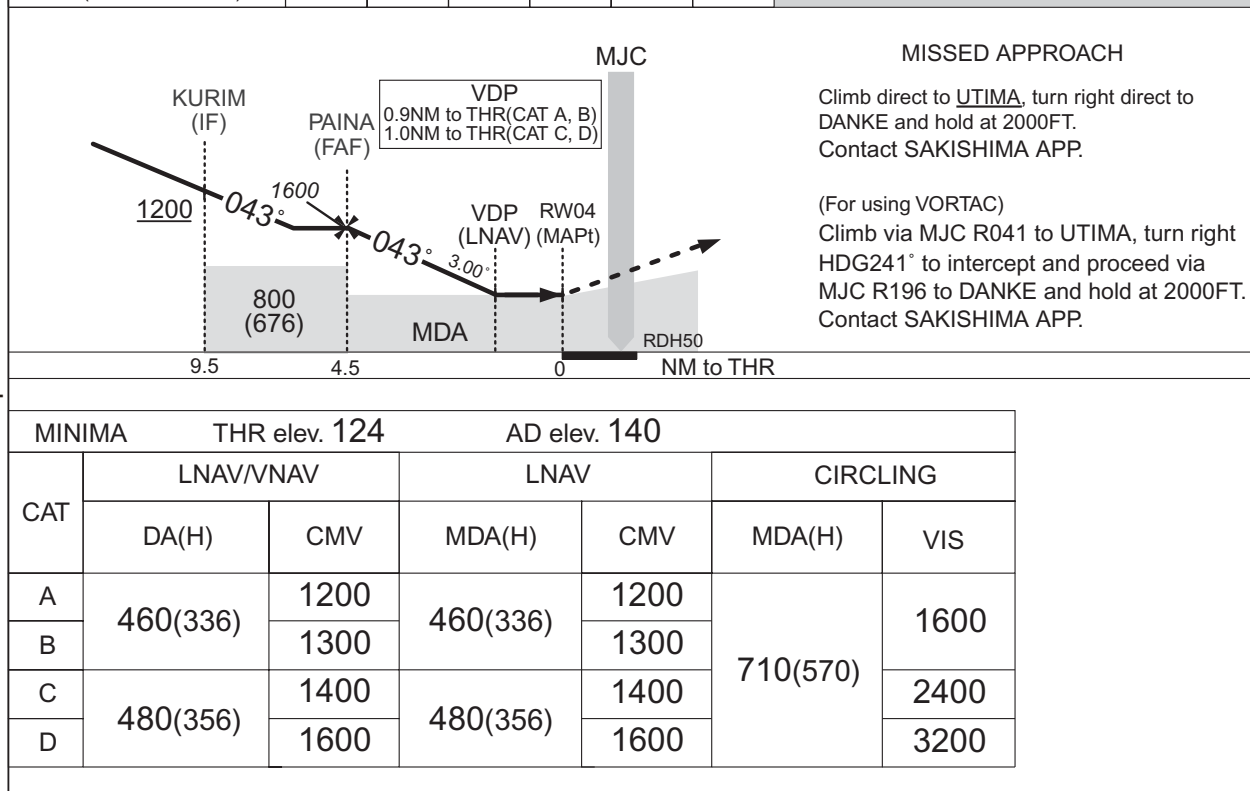 MJC
MISSED APPROACH
KURIM
(IF)
PAINA
(FAF)
VDP
0.9NM to THR(CAT A, B)
1.0NM to THR(CAT C, D)
Climb direct to UTIMA, turn right direct to
DANKE and hold at 2000FT.
Contact SAKISHIMA APP.
(For using VORTAC)
Climb via MJC R041 to UTIMA, turn right
HDG241° to intercept and proceed via
MJC R196 to DANKE and hold at 2000FT.
Contact SAKISHIMA APP.
1200
043°
1600
043°
3.00°
VDP
(LNAV)
RW04
(MAPt)
800
(676)
MDA
RDH50
9.5 4.5 0 NM to THR
MINIMA THR elev. 124 AD elev. 140
CAT LNAV/VNAV LNAV CIRCLING
DA(H) CMV MDA(H) CMV MDA(H) VIS
A 460(336) 1200 460(336) 1200 710(570) 1600
B 1300 1300
C 480(356) 1400 480(356) 1400 2400
D 1600 1600 3200